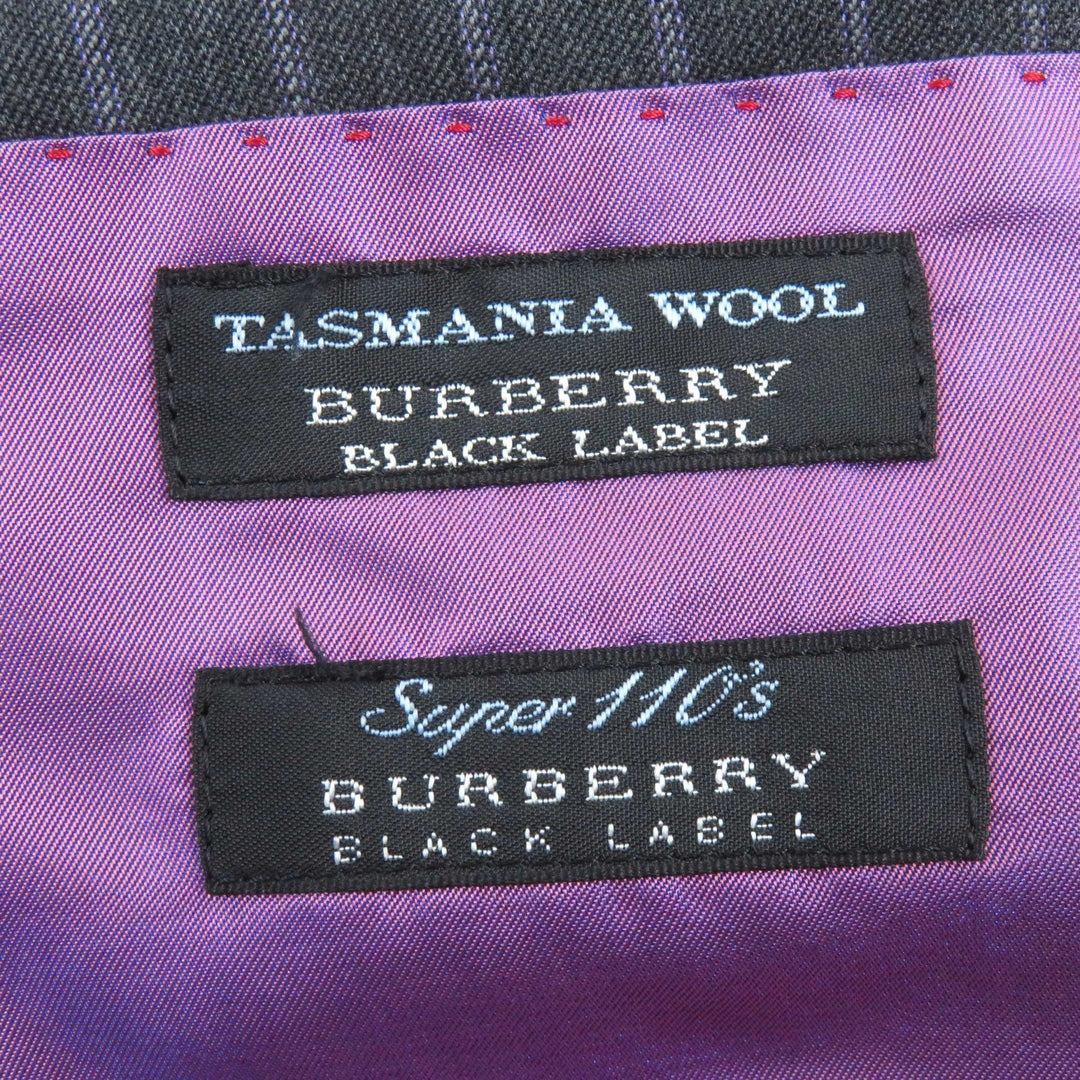 TASMANIA WOOL
BURBERRY
BLACK LABEL
Super 110's
BURBERRY
BLACK LABEL